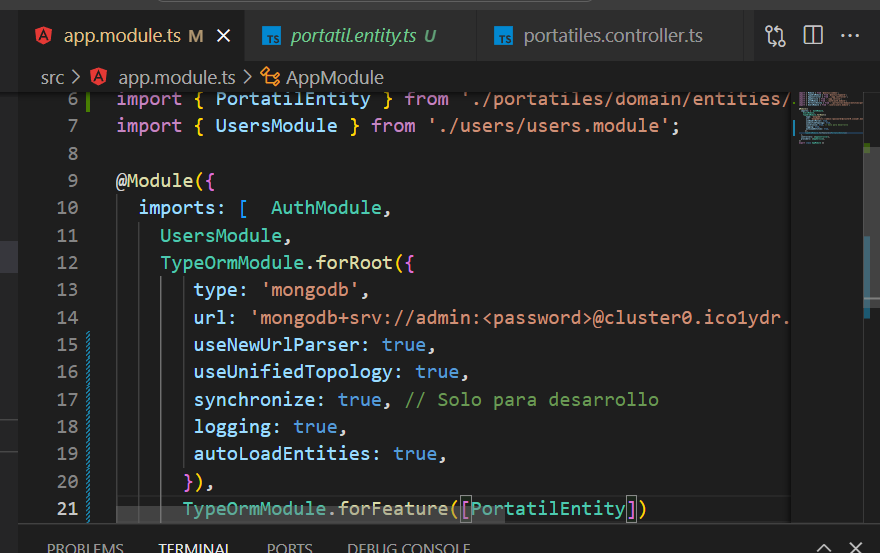 app.module.ts M
TS portatil.entity.ts U
TS portatiles.controller.ts
src > app.module.ts > AppModule
6 import { PortatilEntity } from './portatiles/domain/entities/
7 import { UsersModule } from './users/users.module';
8
9 @Module({
10 imports: [  AuthModule,
11 UsersModule,
12 TypeOrmModule.forRoot({
13 type: 'mongodb',
14 url: 'mongodb+srv://admin:<password>@cluster0.ico1ydr.
15 useNewUrlParser: true,
16 useUnifiedTopology: true,
17 synchronize: true, // Solo para desarrollo
18 logging: true,
19 autoLoadEntities: true,
20 }),
21 TypeOrmModule.forFeature([PortatilEntity])
PROBLEMS TERMINAL PORTS DEBUG CONSOLE